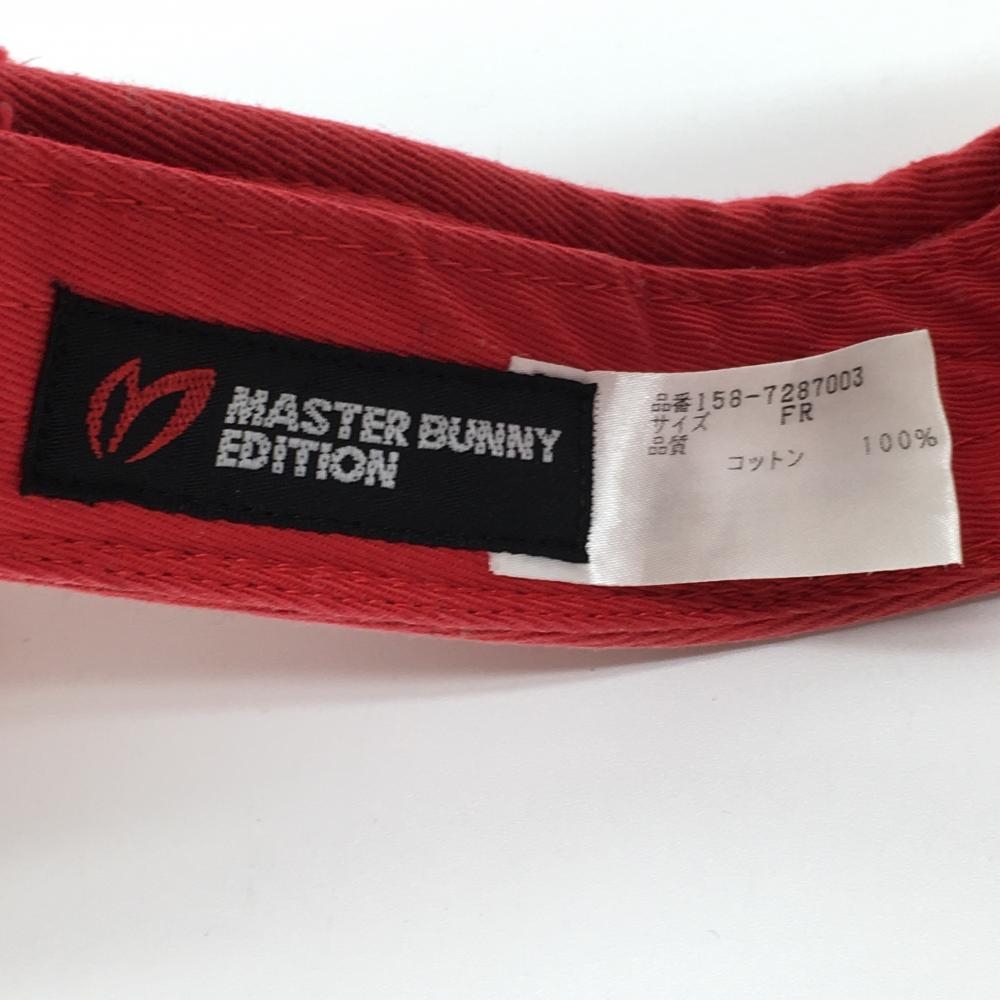 MASTER BUNNY
EDITION
品番158-7287003
サイズ FR
品質
コットン 100%